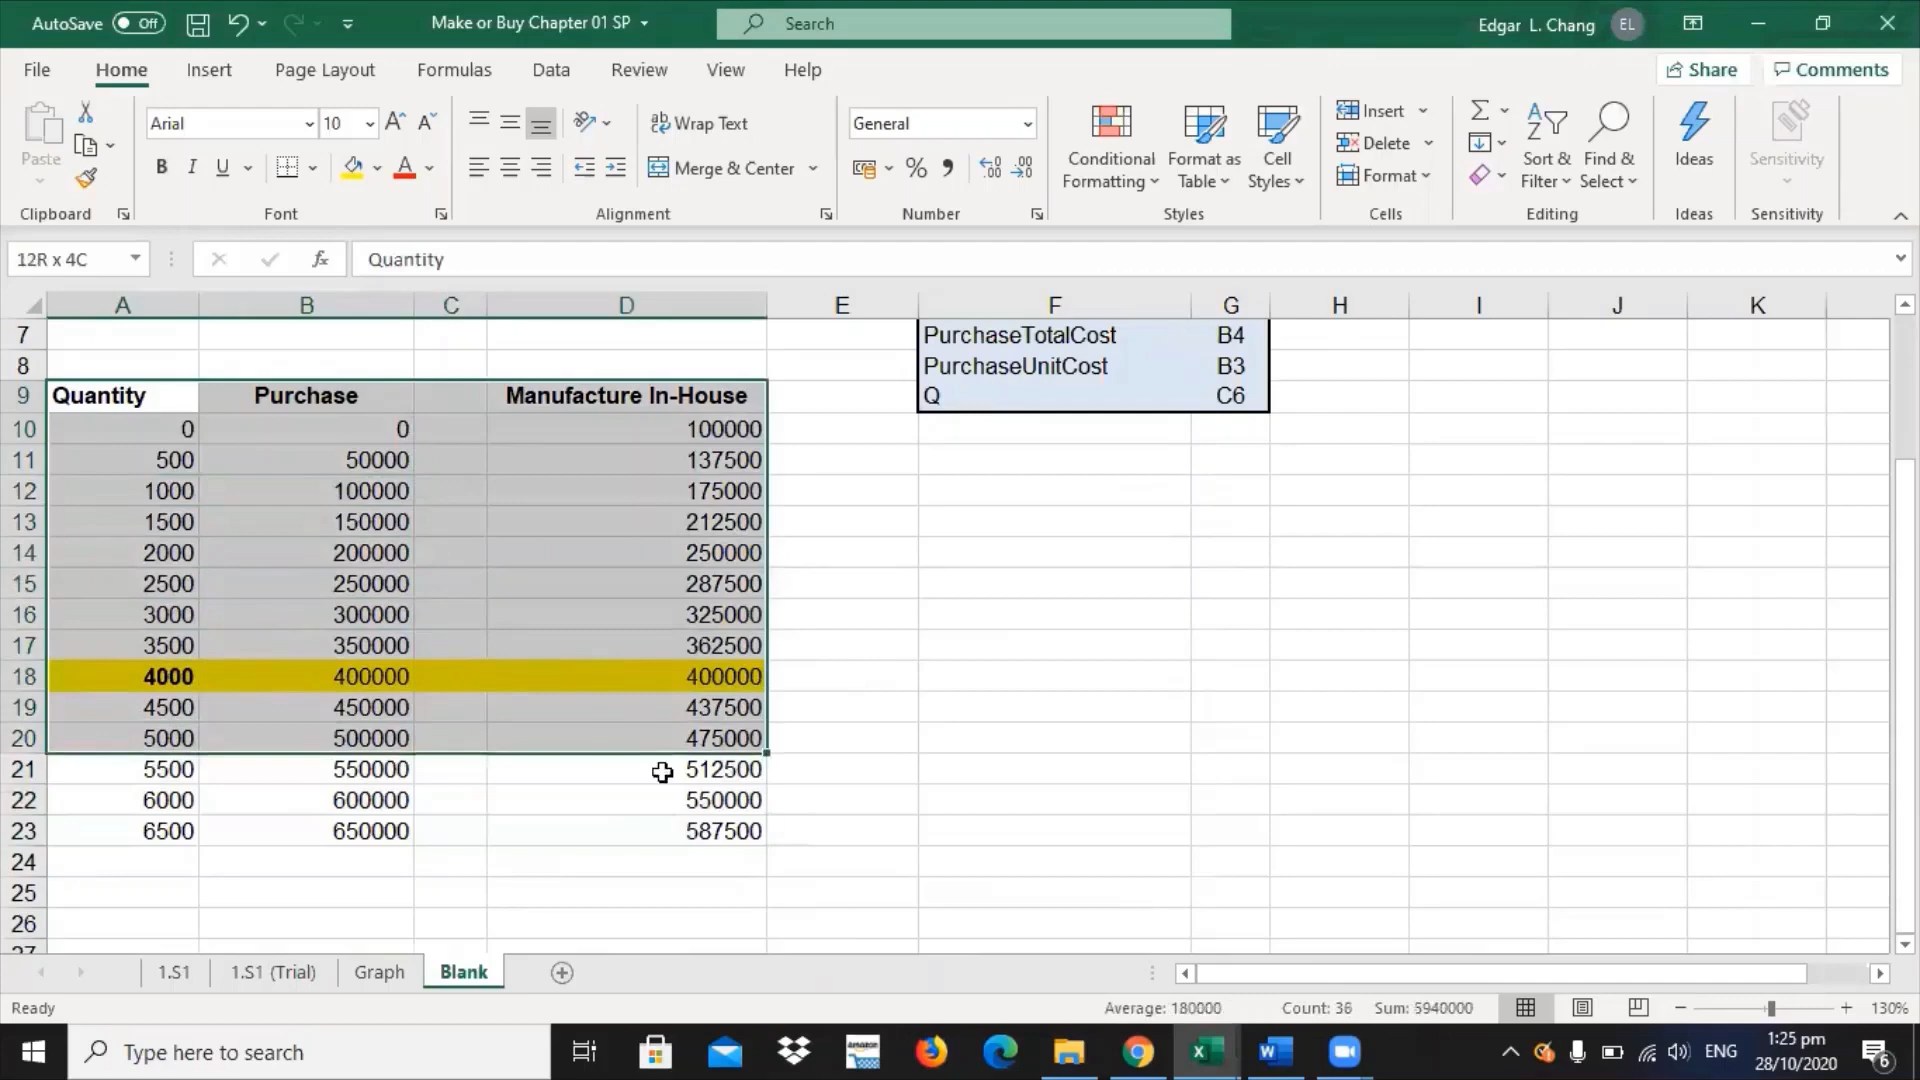 AutoSave Off Make or Buy Chapter 01 SP Search Edgar L. Chang EL
File Home Insert Page Layout Formulas Data Review View Help Share Comments
Arial 10 Wrap Text General Insert
Paste B I U Merge & Center % Conditional Formatting Format as Table Cell Styles Delete Sort & Filter Find & Select Ideas Sensitivity
Format
Clipboard Font Alignment Number Styles Cells Editing Ideas Sensitivity
12R x 4C fx Quantity
A B C D E F G H I J K
7 PurchaseTotalCost B4
8 PurchaseUnitCost B3
9 Quantity Purchase Manufacture In-House Q C6
10 0 0 100000
11 500 50000 137500
12 1000 100000 175000
13 1500 150000 212500
14 2000 200000 250000
15 2500 250000 287500
16 3000 300000 325000
17 3500 350000 362500
18 4000 400000 400000
19 4500 450000 437500
20 5000 500000 475000
21 5500 550000 512500
22 6000 600000 550000
23 6500 650000 587500
24
25
26
27
1.S1 1.S1 (Trial) Graph Blank
Ready Average: 180000 Count: 36 Sum: 5940000 130%
Type here to search amazon ENG 1:25 pm
28/10/2020 6